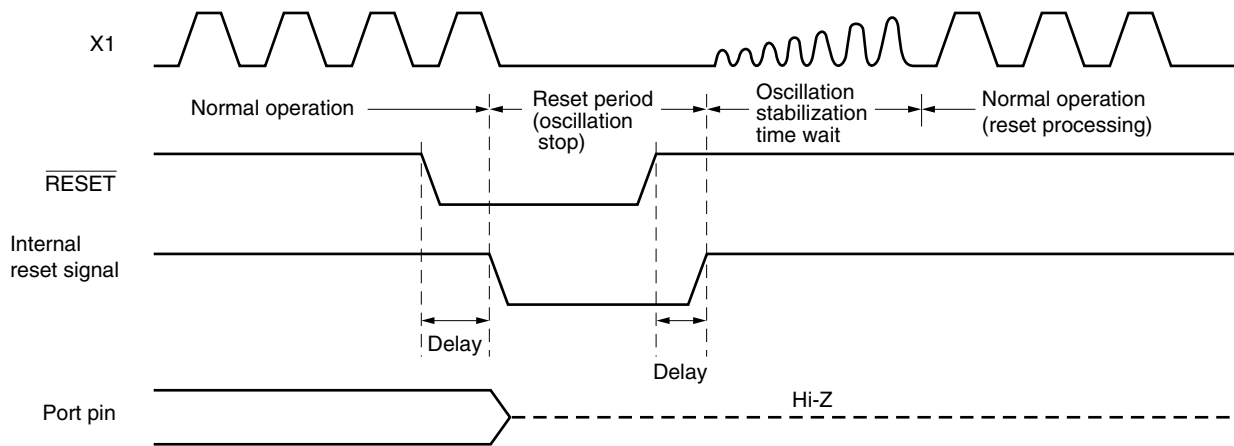 X1
Normal operation
Reset period
(oscillation
stop)
Oscillation
stabilization
time wait
Normal operation
(reset processing)
RESET
Internal
reset signal
Delay
Delay
Port pin
Hi-Z